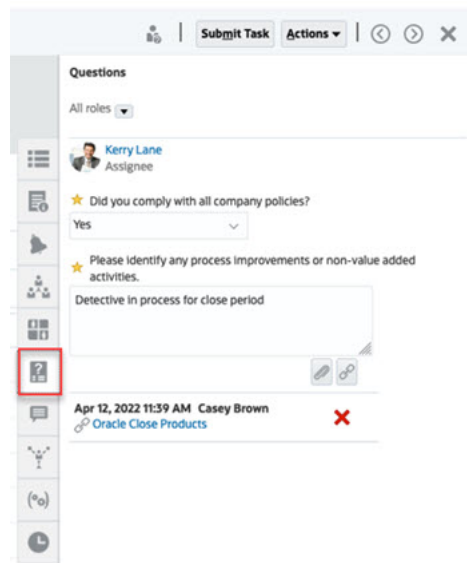 Submit Task Actions
Questions
All roles
Kerry Lane
Assignee
Did you comply with all company policies?
Yes
Please identify any process improvements or non-value added
activities.
Detective in process for close period
Apr 12, 2022 11:39 AM Casey Brown
Oracle Close Products